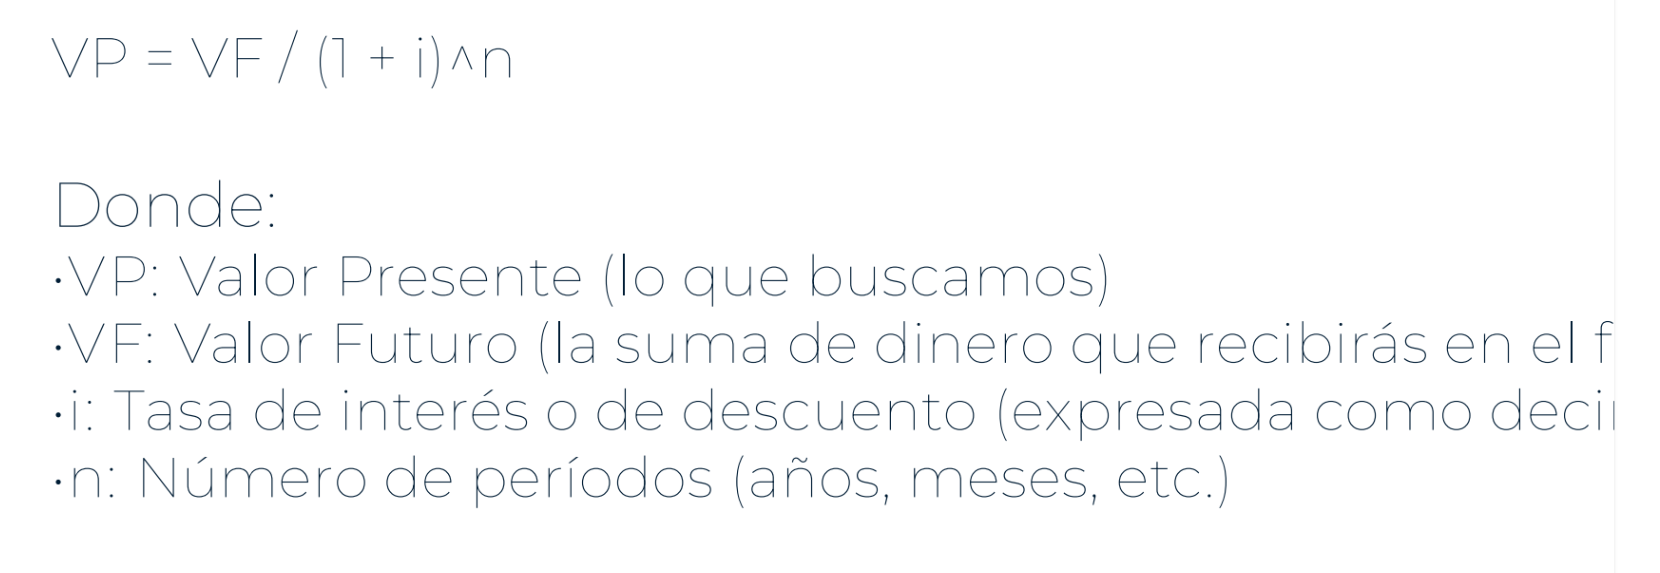 VP = VF / (1 + i)^n
Donde:
•VP: Valor Presente (lo que buscamos)
•VF: Valor Futuro (la suma de dinero que recibirás en el
•i: Tasa de interés o de descuento (expresada como
•n: Número de períodos (años, meses, etc.)